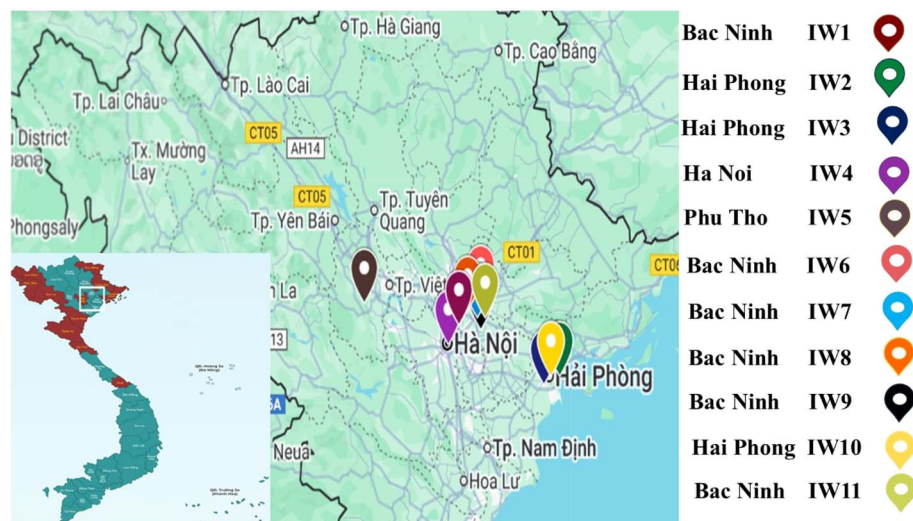 Tp. Hà Giang
Tp. Cao Bằng
Tp. Lào Cai
Tp. Lai Châu
CT05
AH14
u District
Tx. Mường
Lay
CT05
Tp. Tuyên
Quang
Phongsaly
Tp. Yên Bái
CT01
CT06
Tp. Việt
n La
13
Hà Nội
Hải Phòng
6A
Neuâ
Tp. Nam Định
Hoa Lư
Bac Ninh IW1
Hai Phong IW2
Hai Phong IW3
Ha Noi IW4
Phu Tho IW5
Bac Ninh IW6
Bac Ninh IW7
Bac Ninh IW8
Bac Ninh IW9
Hai Phong IW10
Bac Ninh IW11